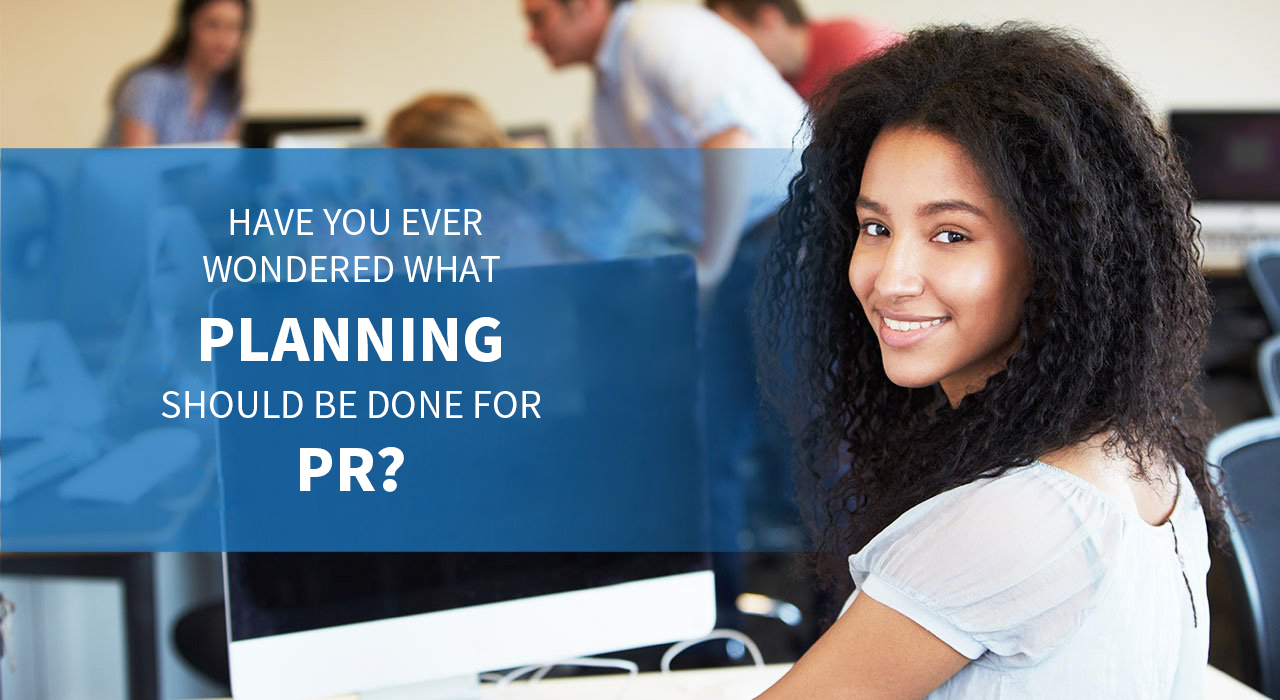 HAVE YOU EVER
WONDERED WHAT
PLANNING
SHOULD BE DONE FOR
PR?